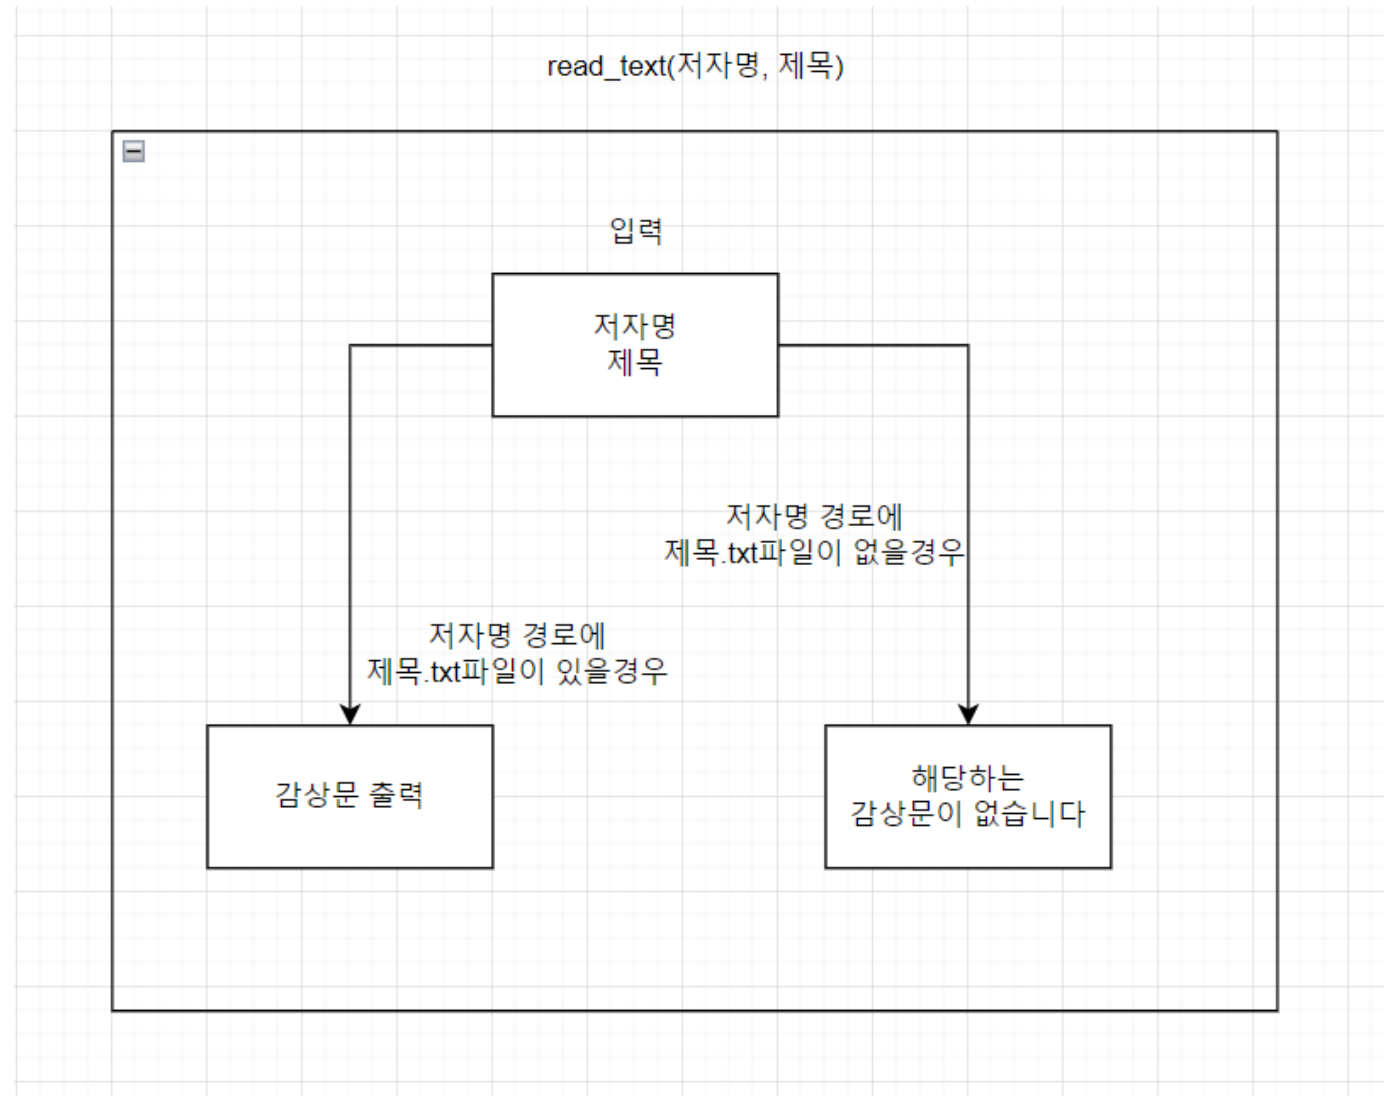 read_text(저자명, 제목)
입력
저자명
제목
저자명 경로에
제목.txt파일이 없을경우
저자명 경로에
제목.txt파일이 있을경우
감상문 출력
해당하는
감상문이 없습니다